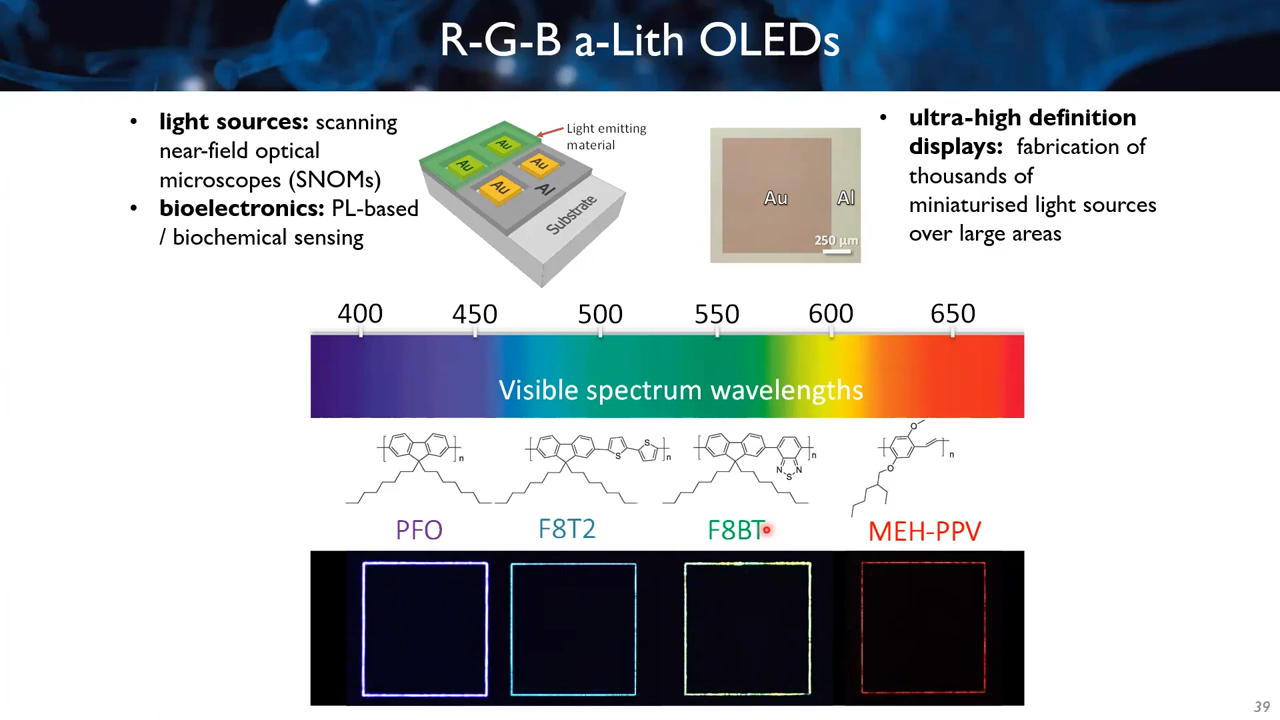 R-G-B a-Lith OLEDs
• light sources: scanning
near-field optical
microscopes (SNOMs)
• bioelectronics: PL-based
/ biochemical sensing
Light emitting
material
Au
Au
Au
Au
Al
Substrate
Au
Al
250 µm
• ultra-high definition
displays: fabrication of
thousands of
miniaturised light sources
over large areas
400 450 500 550 600 650
Visible spectrum wavelengths
n
S
S
n
N
S
N
n
O
O
n
PFO
F8T2
F8BT
MEH-PPV
39